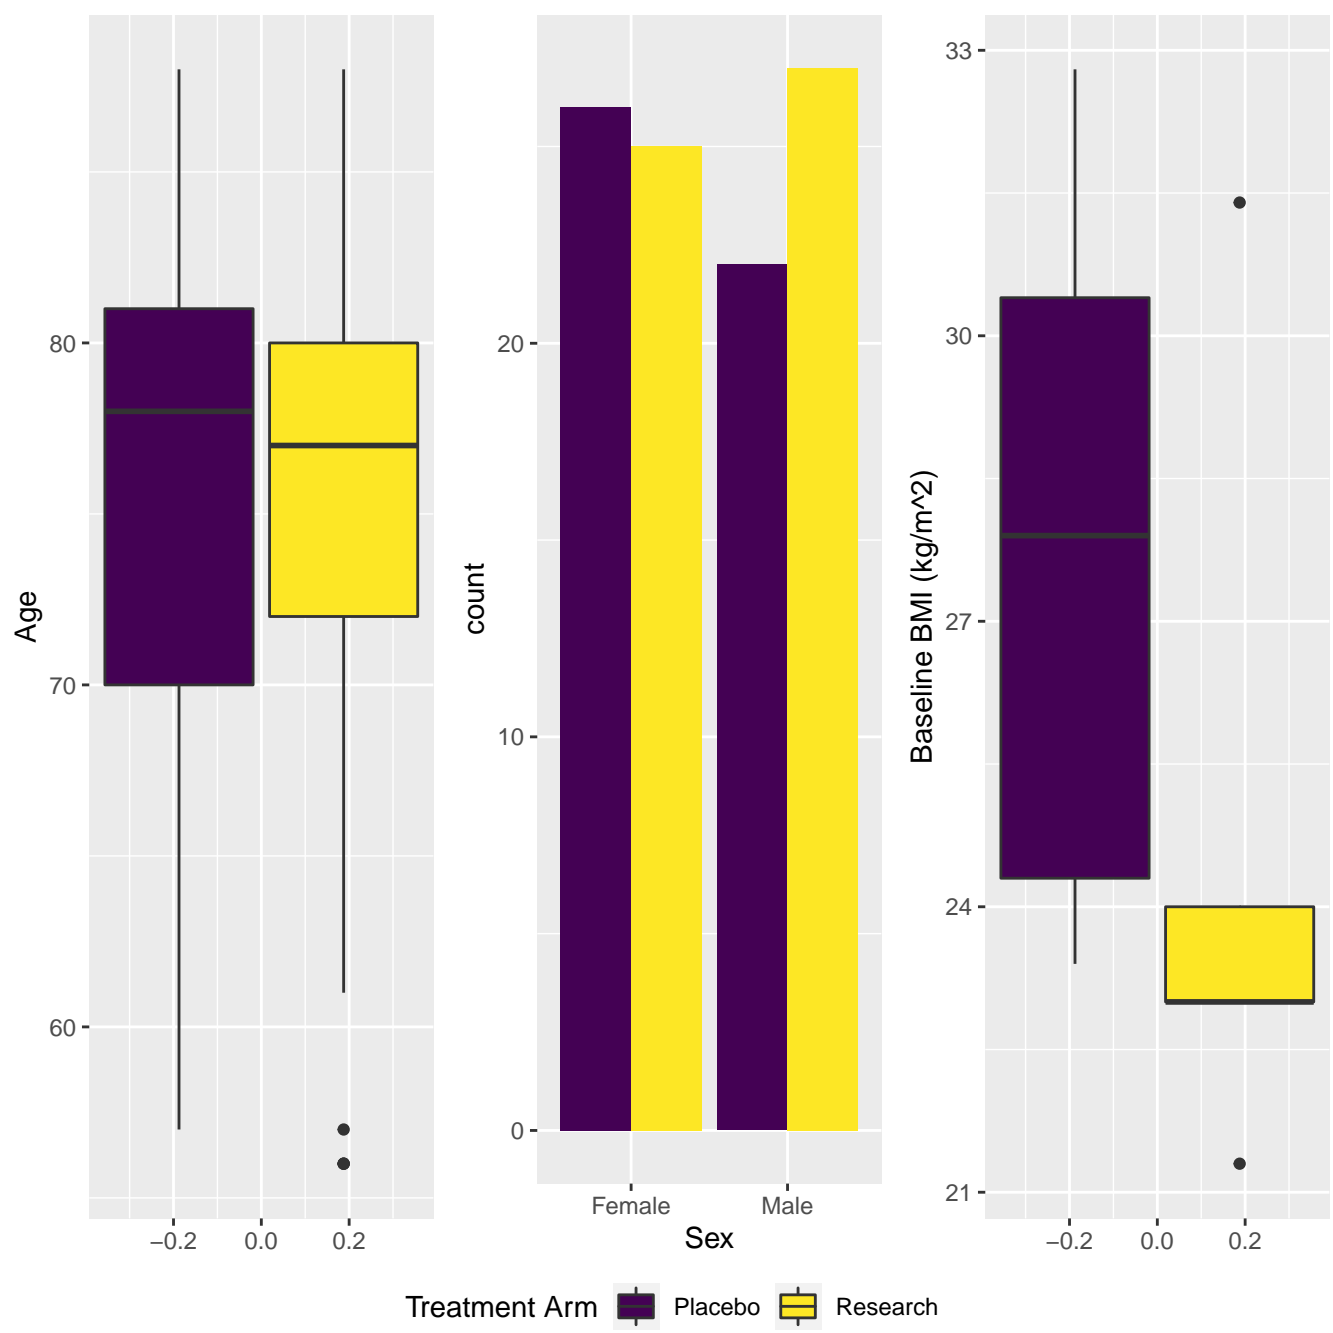 Age
80
70
60
−0.2 0.0 0.2
count
20
10
0
Female Male
Sex
Baseline BMI (kg/m^2)
33
30
27
24
21
−0.2 0.0 0.2
Treatment Arm Placebo Research